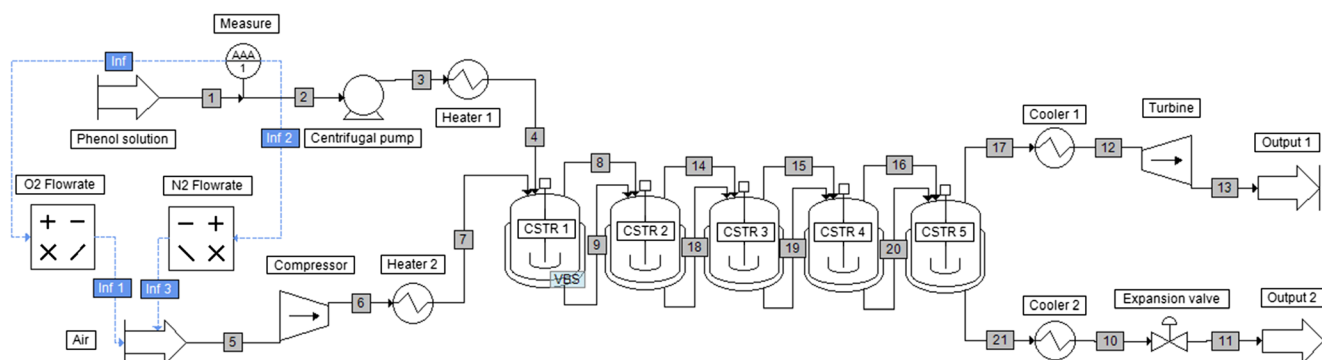 Measure
Inf
AAA
1
Phenol solution
1
2
Centrifugal pump
3
Heater 1
Inf 2
4
O2 Flowrate
N2 Flowrate
Inf 1
Inf 3
Air
5
Compressor
6
Heater 2
7
CSTR 1
VBS
8
9
CSTR 2
14
18
CSTR 3
15
19
CSTR 4
16
20
CSTR 5
17
Cooler 1
12
Turbine
13
Output 1
21
Cooler 2
10
Expansion valve
11
Output 2